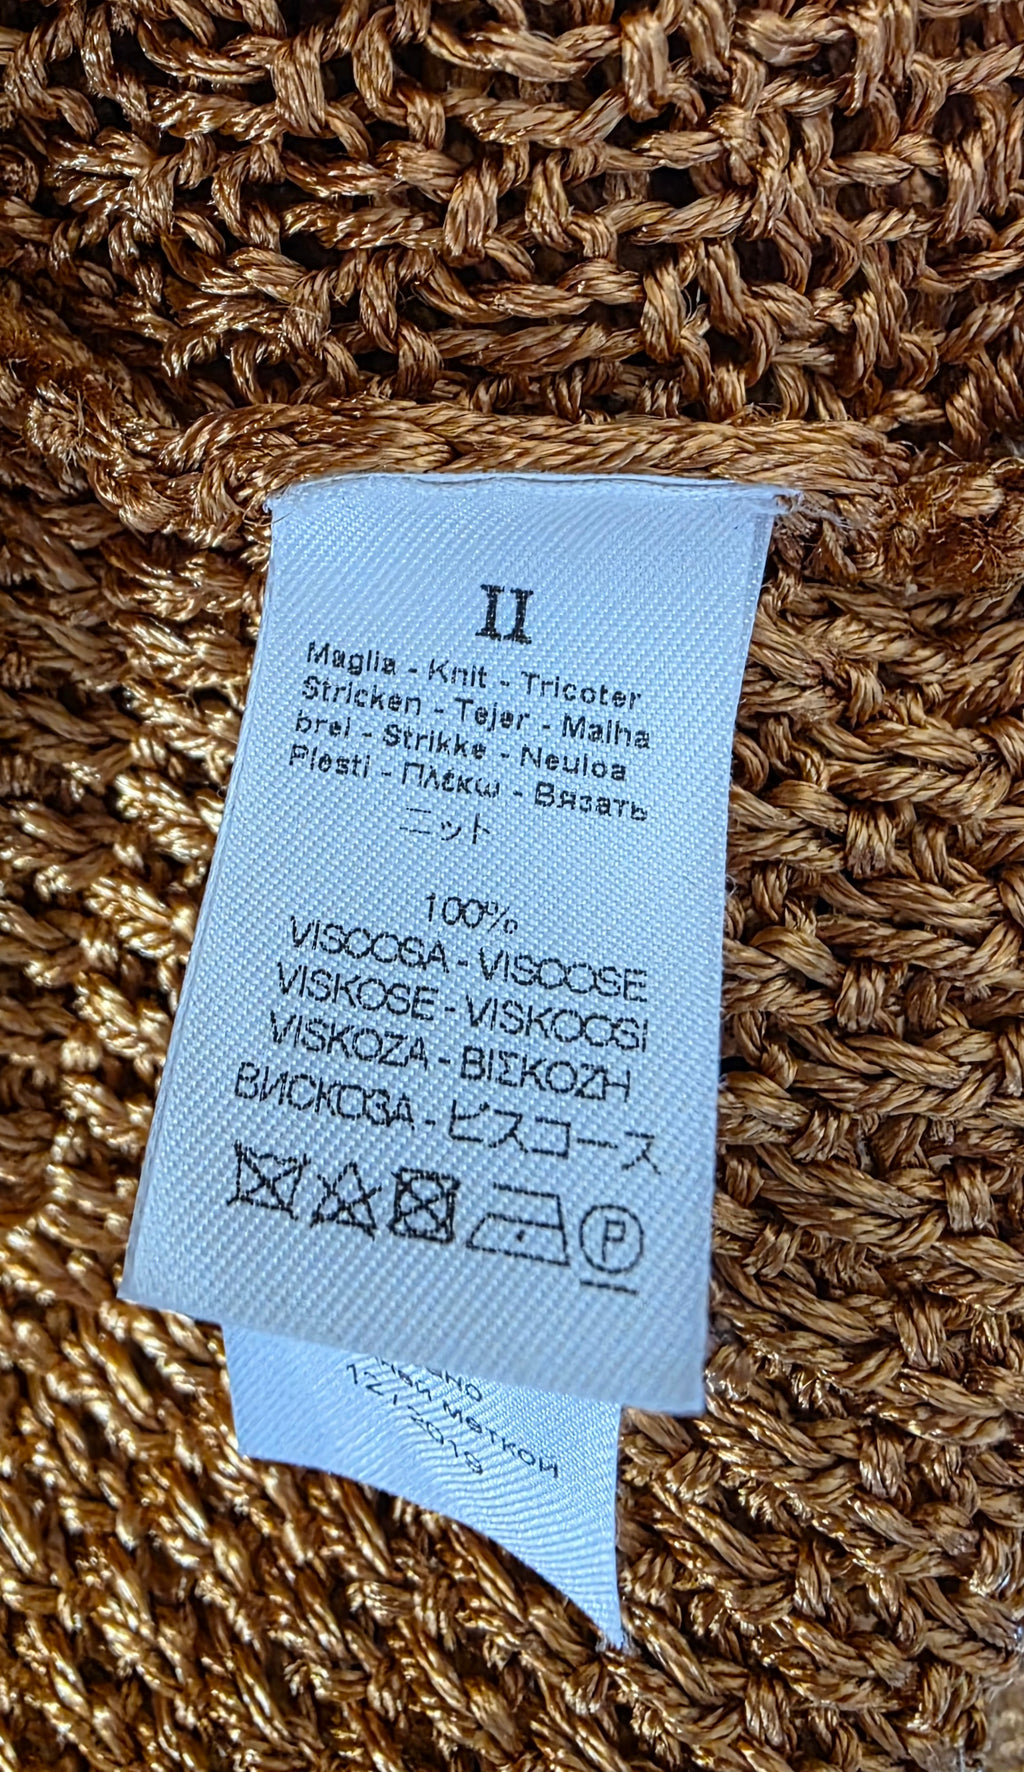 II
Maglia - Knit - Tricoter
Stricken - Tejer - Malha
brei - Strikke - Neuloa
Plesti - Πλέκω - Вязать
ニット
100%
VISCOSA - VISCOSE
VISKOSE - VISKOOSI
VISKOZA - ΒΙΣΚΟΖΗ
ВИСКОЗА - ビスコース
P
меткой